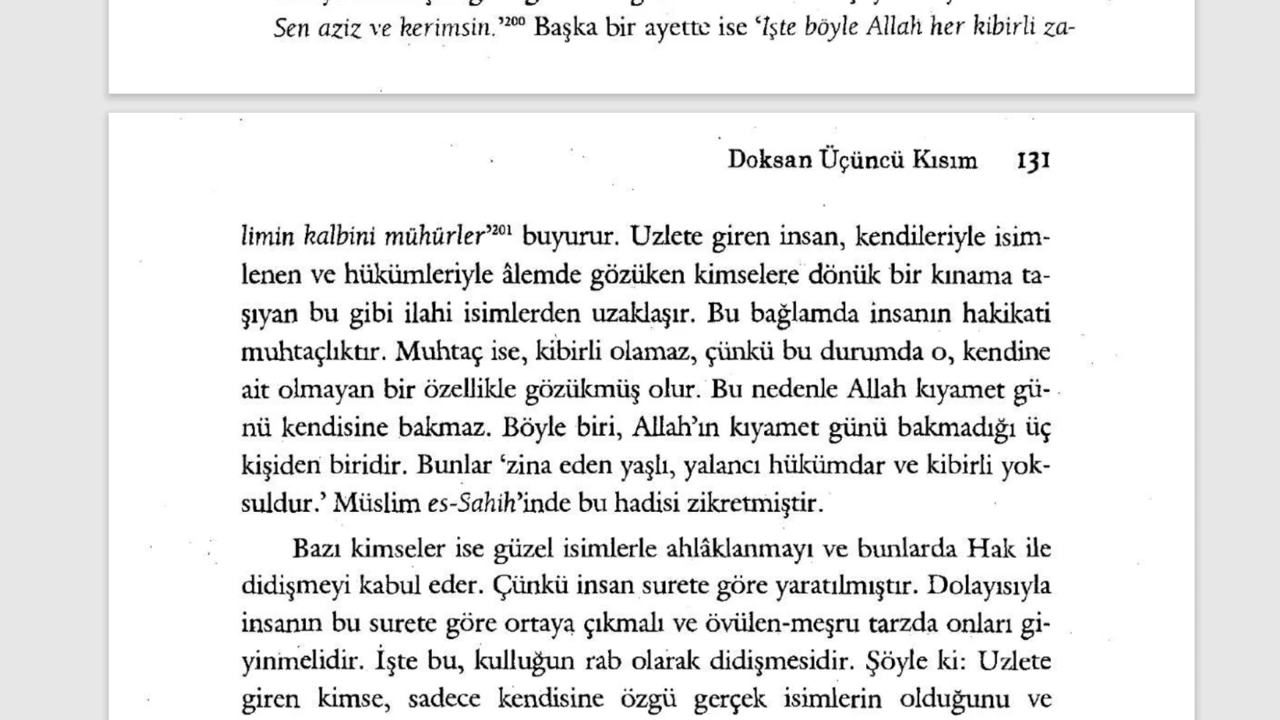 Sen aziz ve kerimsin.'200 Başka bir ayette ise 'İşte böyle Allah her kibirli za-
Doksan Üçüncü Kısım 131
limin kalbini mühürler'201 buyurur. Uzlete giren insan, kendileriyle isim-
lenen ve hükümleriyle âlemde gözüken kimselere dönük bir kınama ta-
şıyan bu gibi ilahi isimlerden uzaklaşır. Bu bağlamda insanın hakikati
muhtaçlıktır. Muhtaç ise, kibirli olamaz, çünkü bu durumda o, kendine
ait olmayan bir özellikle gözükmüş olur. Bu nedenle Allah kıyamet gü-
nü kendisine bakmaz. Böyle biri, Allah'ın kıyamet günü bakmadığı üç
kişiden biridir. Bunlar 'zina eden yaşlı, yalancı hükümdar ve kibirli yok-
suldur.' Müslim es-Sahih'inde bu hadisi zikretmiştir.
Bazı kimseler ise güzel isimlerle ahlâklanmayı ve bunlarda Hak ile
didişmeyi kabul eder. Çünkü insan surete göre yaratılmıştır. Dolayısıyla
insanın bu surete göre ortaya çıkmalı ve övülen-meşru tarzda onları gi-
yinmelidir. İşte bu, kulluğun rab olarak didişmesidir. Şöyle ki: Uzlete
giren kimse, sadece kendisine özgü gerçek isimlerin olduğunu ve